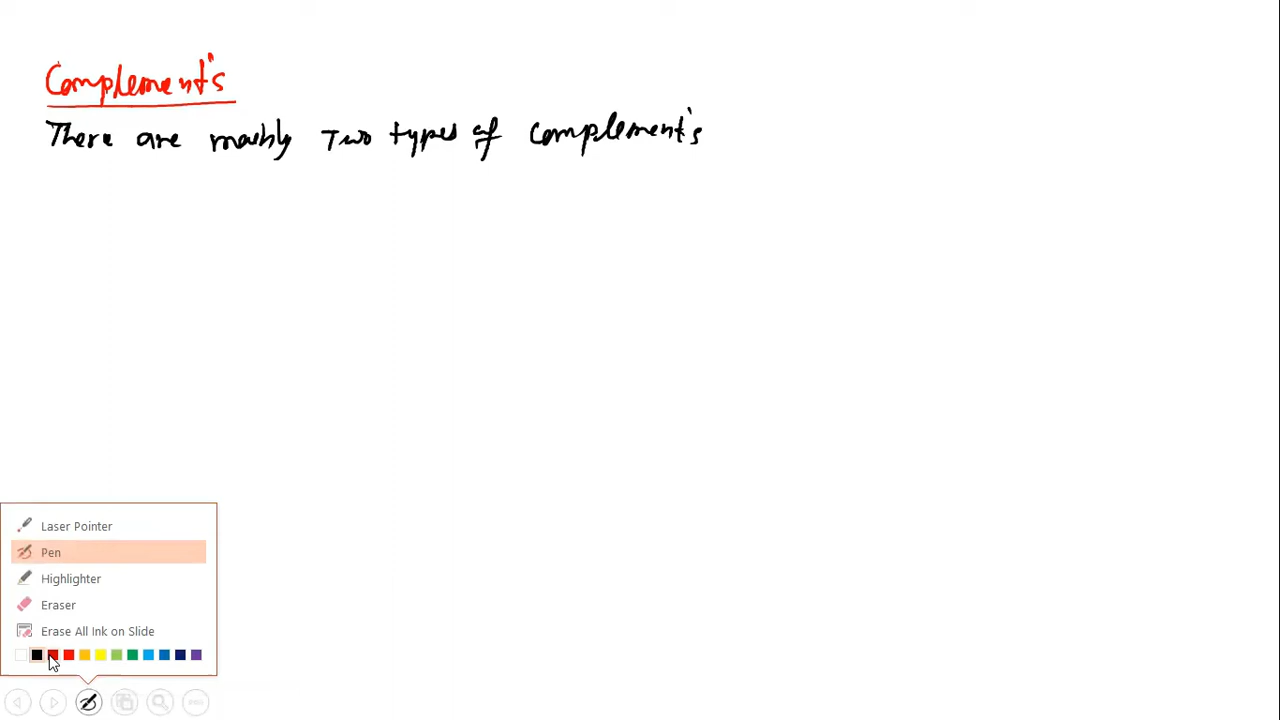 Complement's
There are mainly Two types of complement's
Laser Pointer
Pen
Highlighter
Eraser
Erase All Ink on Slide